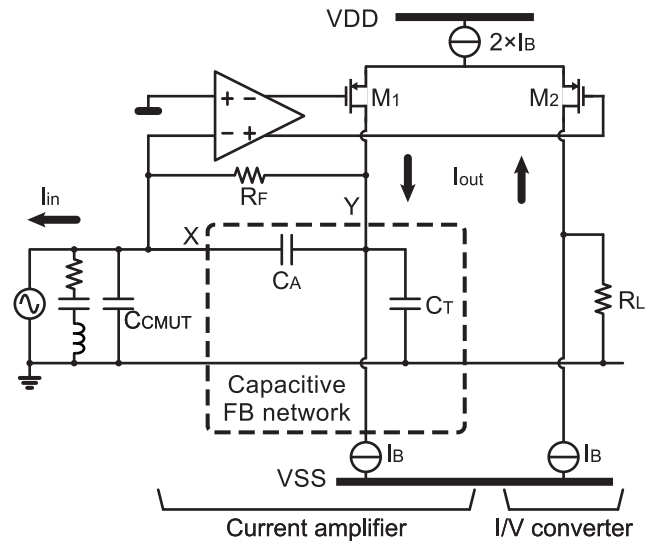 VDD
2×IB
+ −
M1
M2
− +
Iout
RF
Iin
Y
X
CA
CT
RL
CCMUT
Capacitive
FB network
IB
IB
VSS
Current amplifier
I/V converter